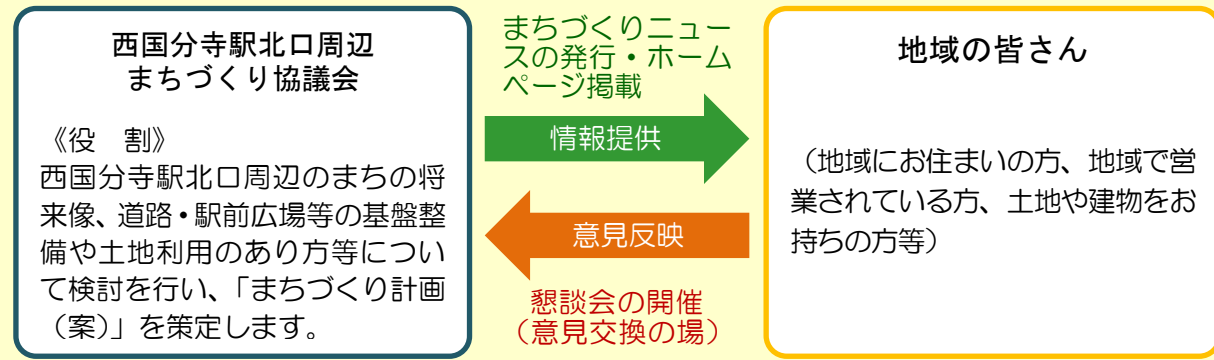 西国分寺駅北口周辺
まちづくり協議会
《役　割》
西国分寺駅北口周辺のまちの将
来像、道路・駅前広場等の基盤整
備や土地利用のあり方等につい
て検討を行い、「まちづくり計画
（案）」を策定します。
まちづくりニュー
スの発行・ホーム
ページ掲載
情報提供
意見反映
懇談会の開催
（意見交換の場）
地域の皆さん
（地域にお住まいの方、地域で営
業されている方、土地や建物をお
持ちの方等）